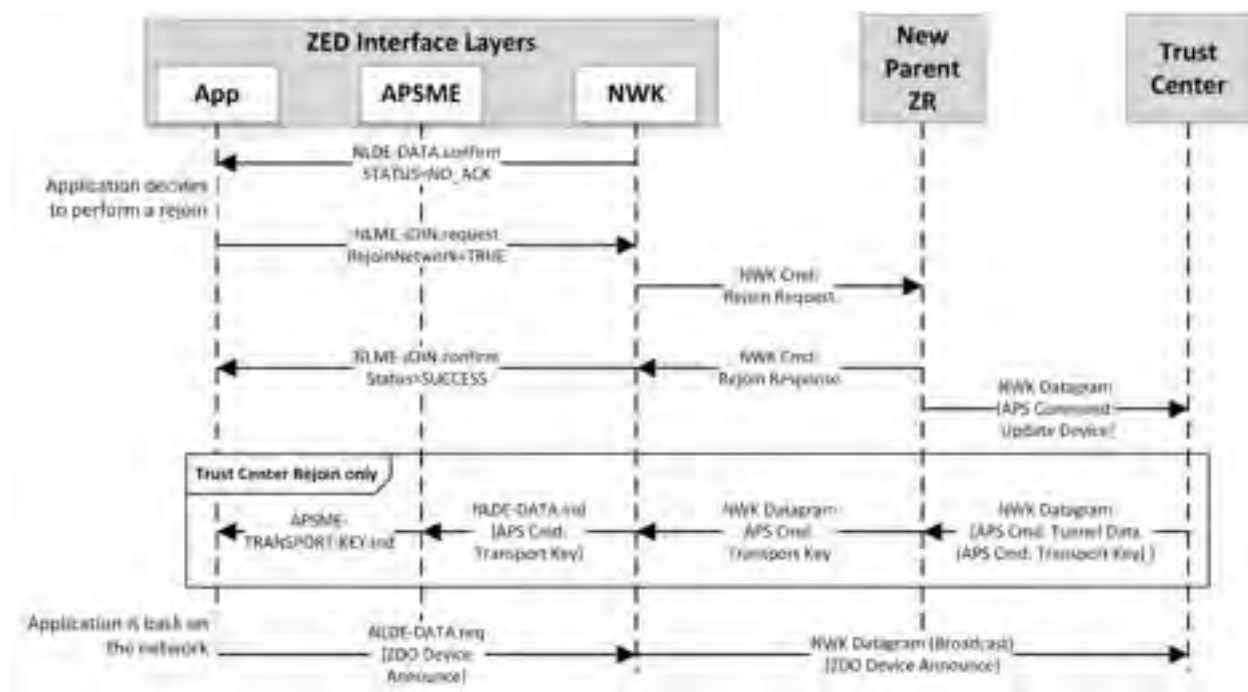 ZED Interface Layers
App
APSME
NWK
New
Parent
ZR
Trust
Center
NLDE-DATA.confirm
STATUS=NO_ACK
Application decides
to perform a rejoin
NLME-JOIN.request
RejoinNetwork=TRUE
NWK Cmd:
Rejoin Request
NLME-JOIN.confirm
Status=SUCCESS
NWK Cmd:
Rejoin Response
NWK Datagram
[APS Command:
Update Device]
Trust Center Rejoin only
APSME-
TRANSPORT-KEY.ind
NLDE-DATA.ind
[APS Cmd:
Transport Key]
NWK Datagram
APS Cmd:
Transport Key
NWK Datagram
[APS Cmd: Tunnel Data
[APS Cmd: Transport Key] ]
Application is back on
the network
NLDE-DATA.req
[ZDO Device
Announce]
NWK Datagram (Broadcast)
[ZDO Device Announce]